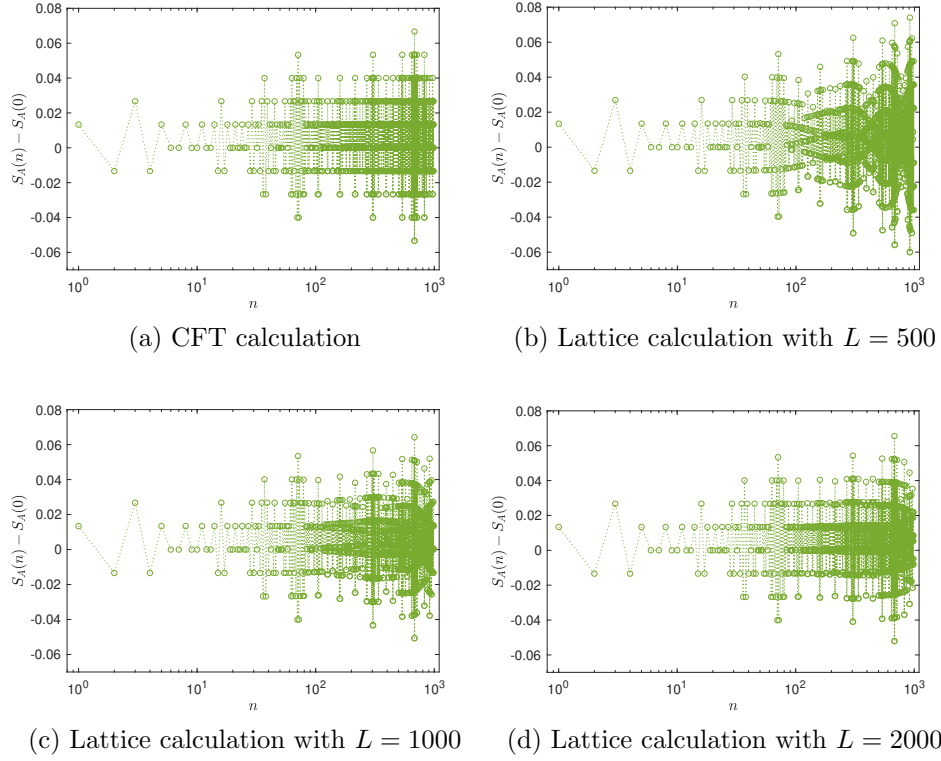 0.08
0.06
0.04
0.02
0
-0.02
-0.04
-0.06
S_A(n) − S_A(0)
10^0 10^1 10^2 10^3
n
(a) CFT calculation
0.08
0.06
0.04
0.02
0
-0.02
-0.04
-0.06
S_A(n) − S_A(0)
10^0 10^1 10^2 10^3
n
(b) Lattice calculation with L = 500
0.08
0.06
0.04
0.02
0
-0.02
-0.04
-0.06
S_A(n) − S_A(0)
10^0 10^1 10^2 10^3
n
(c) Lattice calculation with L = 1000
0.08
0.06
0.04
0.02
0
-0.02
-0.04
-0.06
S_A(n) − S_A(0)
10^0 10^1 10^2 10^3
n
(d) Lattice calculation with L = 2000